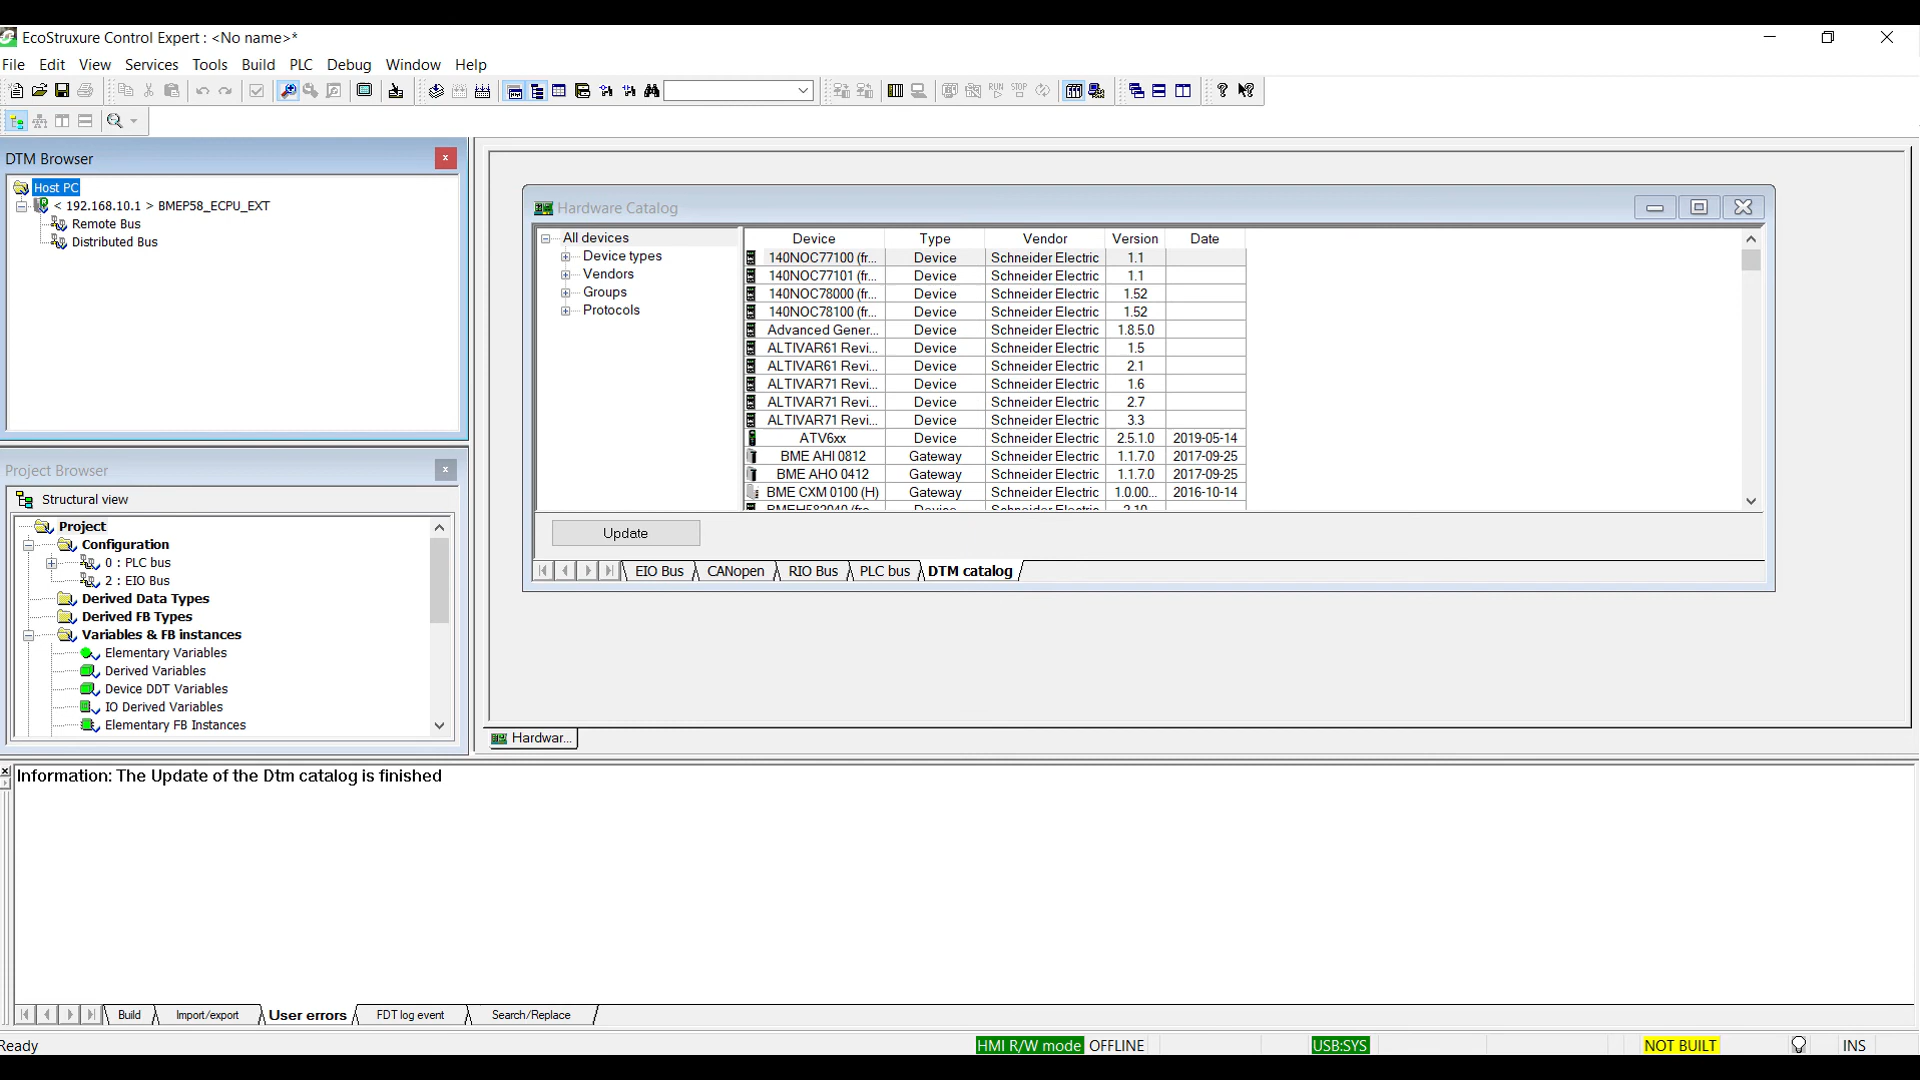 EcoStruxure Control Expert : <No name>*
File Edit View Services Tools Build PLC Debug Window Help
RUN STOP
DTM Browser
Host PC
< 192.168.10.1 > BMEP58_ECPU_EXT
Remote Bus
Distributed Bus
Hardware Catalog
All devices
Device types
Vendors
Groups
Protocols
Device Type Vendor Version Date
140NOC77100 (fr... Device Schneider Electric 1.1
140NOC77101 (fr... Device Schneider Electric 1.1
140NOC78000 (fr... Device Schneider Electric 1.52
140NOC78100 (fr... Device Schneider Electric 1.52
Advanced Gener... Device Schneider Electric 1.8.5.0
ALTIVAR61 Revi... Device Schneider Electric 1.5
ALTIVAR61 Revi... Device Schneider Electric 2.1
ALTIVAR71 Revi... Device Schneider Electric 1.6
ALTIVAR71 Revi... Device Schneider Electric 2.7
ALTIVAR71 Revi... Device Schneider Electric 3.3
ATV6xx Device Schneider Electric 2.5.1.0 2019-05-14
BME AHI 0812 Gateway Schneider Electric 1.1.7.0 2017-09-25
BME AHO 0412 Gateway Schneider Electric 1.1.7.0 2017-09-25
BME CXM 0100 (H) Gateway Schneider Electric 1.0.00... 2016-10-14
Update
EIO Bus CANopen RIO Bus PLC bus DTM catalog
Project Browser
Structural view
Project
Configuration
0 : PLC bus
2 : EIO Bus
Derived Data Types
Derived FB Types
Variables & FB instances
Elementary Variables
Derived Variables
Device DDT Variables
IO Derived Variables
Elementary FB Instances
Hardwar...
Information: The Update of the Dtm catalog is finished
Build Import/export User errors FDT log event Search/Replace
Ready HMI R/W mode OFFLINE USB:SYS NOT BUILT INS